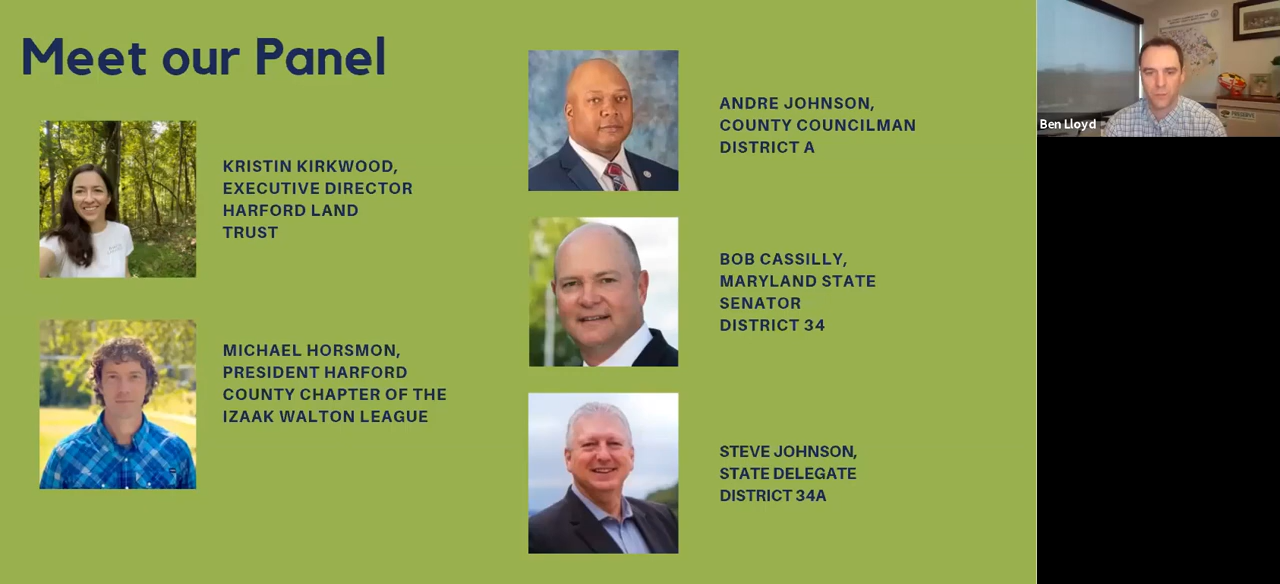 Meet our Panel
KRISTIN KIRKWOOD,
EXECUTIVE DIRECTOR
HARFORD LAND
TRUST
MICHAEL HORSMON,
PRESIDENT HARFORD
COUNTY CHAPTER OF THE
IZAAK WALTON LEAGUE
ANDRE JOHNSON,
COUNTY COUNCILMAN
DISTRICT A
BOB CASSILLY,
MARYLAND STATE
SENATOR
DISTRICT 34
STEVE JOHNSON,
STATE DELEGATE
DISTRICT 34A
Ben Lloyd